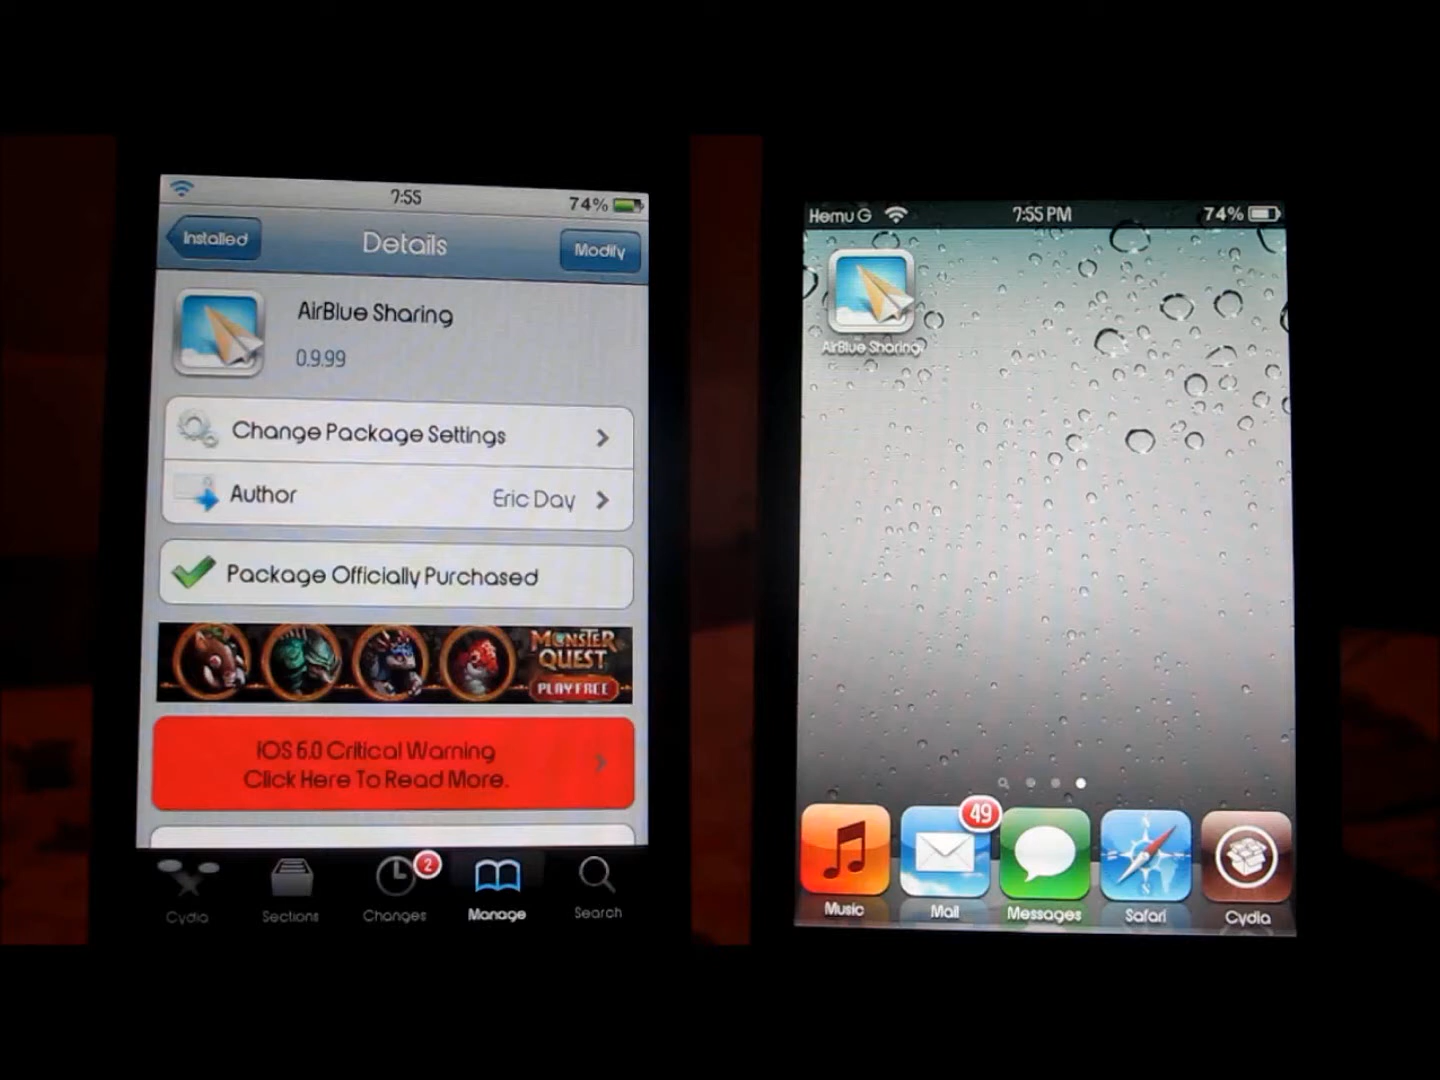 7:55
74%
Installed
Details
Modify
AirBlue Sharing
0.9.99
Change Package Settings
Author
Eric Day
Package Officially Purchased
MONSTER
QUEST
PLAY FREE
iOS 6.0 Critical Warning
Click Here To Read More.
Cydia
Sections
2
Changes
Manage
Search
Hemu G
7:55 PM
74%
AirBlue Sharing
49
Music
Mail
Messages
Safari
Cydia